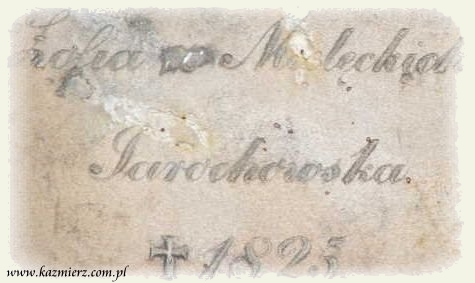 Zofia z Małeckich
Jarochowska.
✝ 1825
www.kazmierz.com.pl